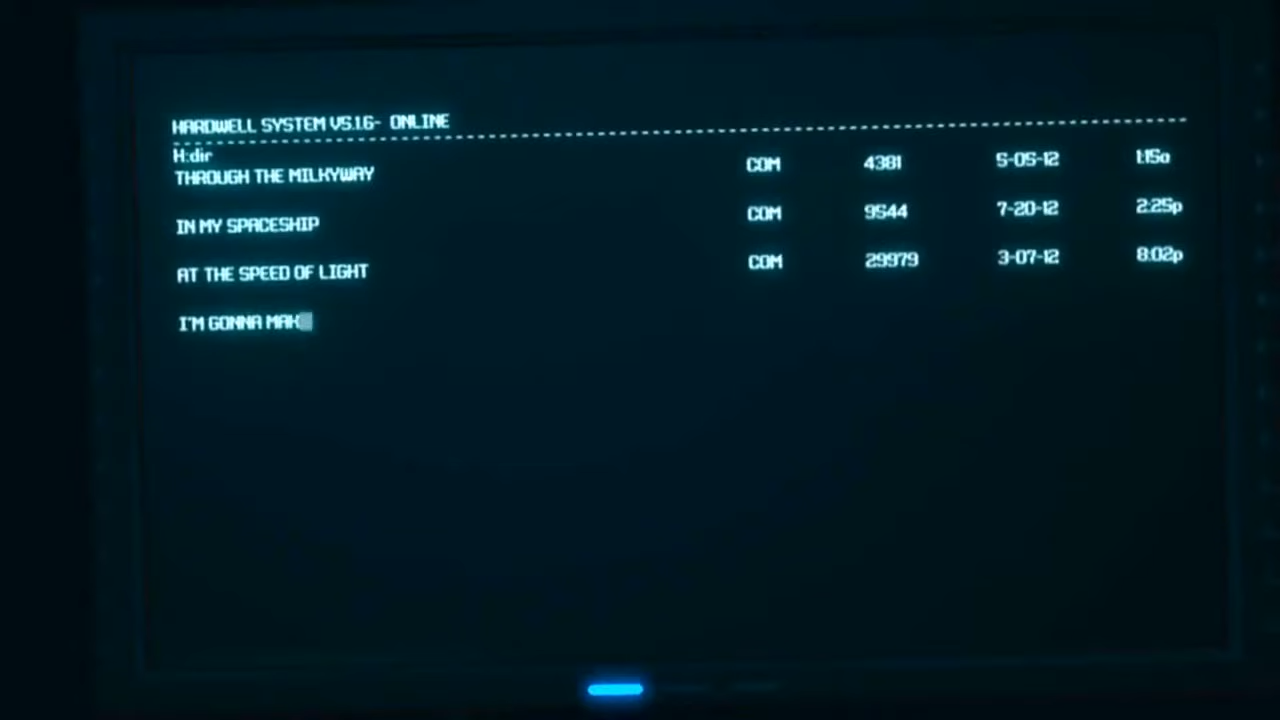 HARDWELL SYSTEM V5.1.6- ONLINE
H:dir
THROUGH THE MILKYWAY COM 4381 5-05-12 1:15a
IN MY SPACESHIP COM 9544 7-20-12 2:25p
AT THE SPEED OF LIGHT COM 29979 3-07-12 8:02p
I'M GONNA MAK